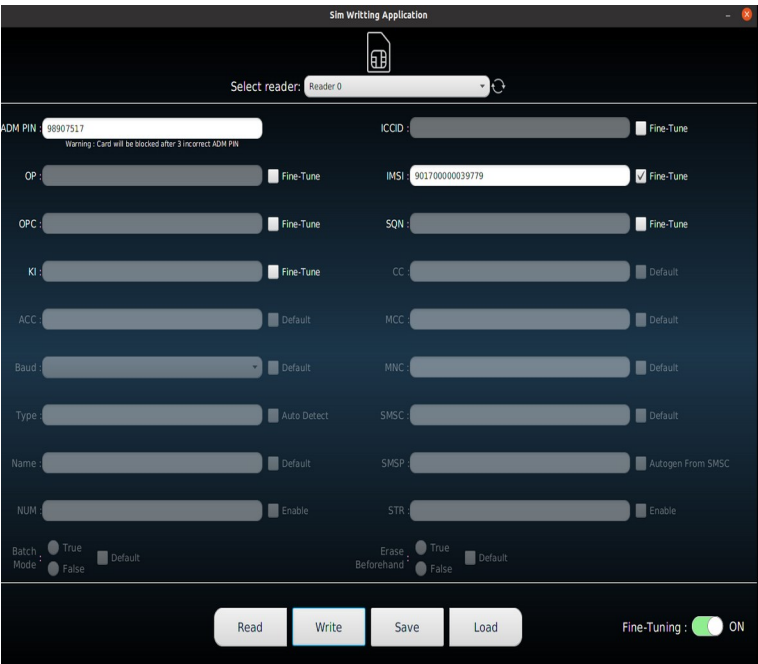 Sim Writting Application
Select reader: Reader 0
ADM PIN : 98907517
Warning : Card will be blocked after 3 incorrect ADM PIN
ICCID : Fine-Tune
OP : Fine-Tune
IMSI : 901700000039779 Fine-Tune
OPC : Fine-Tune
SQN : Fine-Tune
KI : Fine-Tune
CC : Default
ACC : Default
MCC : Default
Baud : Default
MNC : Default
Type : Auto Detect
SMSC : Default
Name : Default
SMSP : Autogen From SMSC
NUM : Enable
STR : Enable
Batch Mode : True False Default
Erase Beforehand : True False Default
Read Write Save Load Fine-Tuning : ON